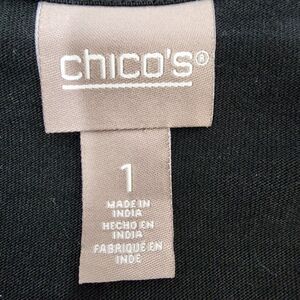 chico's®
1
MADE IN
INDIA
HECHO EN
INDIA
FABRIQUÉ EN
INDE